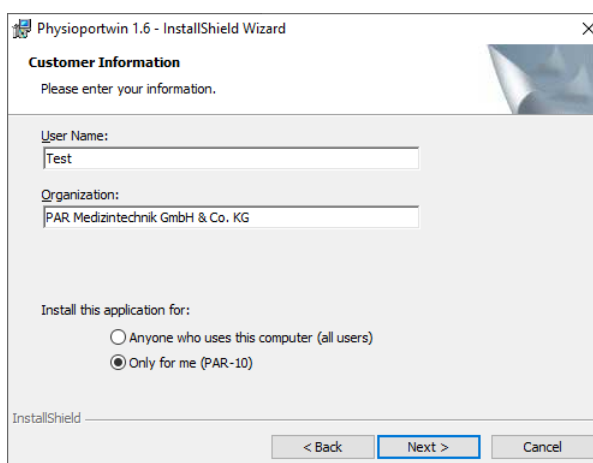 Physioportwin 1.6 - InstallShield Wizard
Customer Information
Please enter your information.
User Name:
Test
Organization:
PAR Medizintechnik GmbH & Co. KG
Install this application for:
Anyone who uses this computer (all users)
Only for me (PAR-10)
InstallShield
< Back Next > Cancel